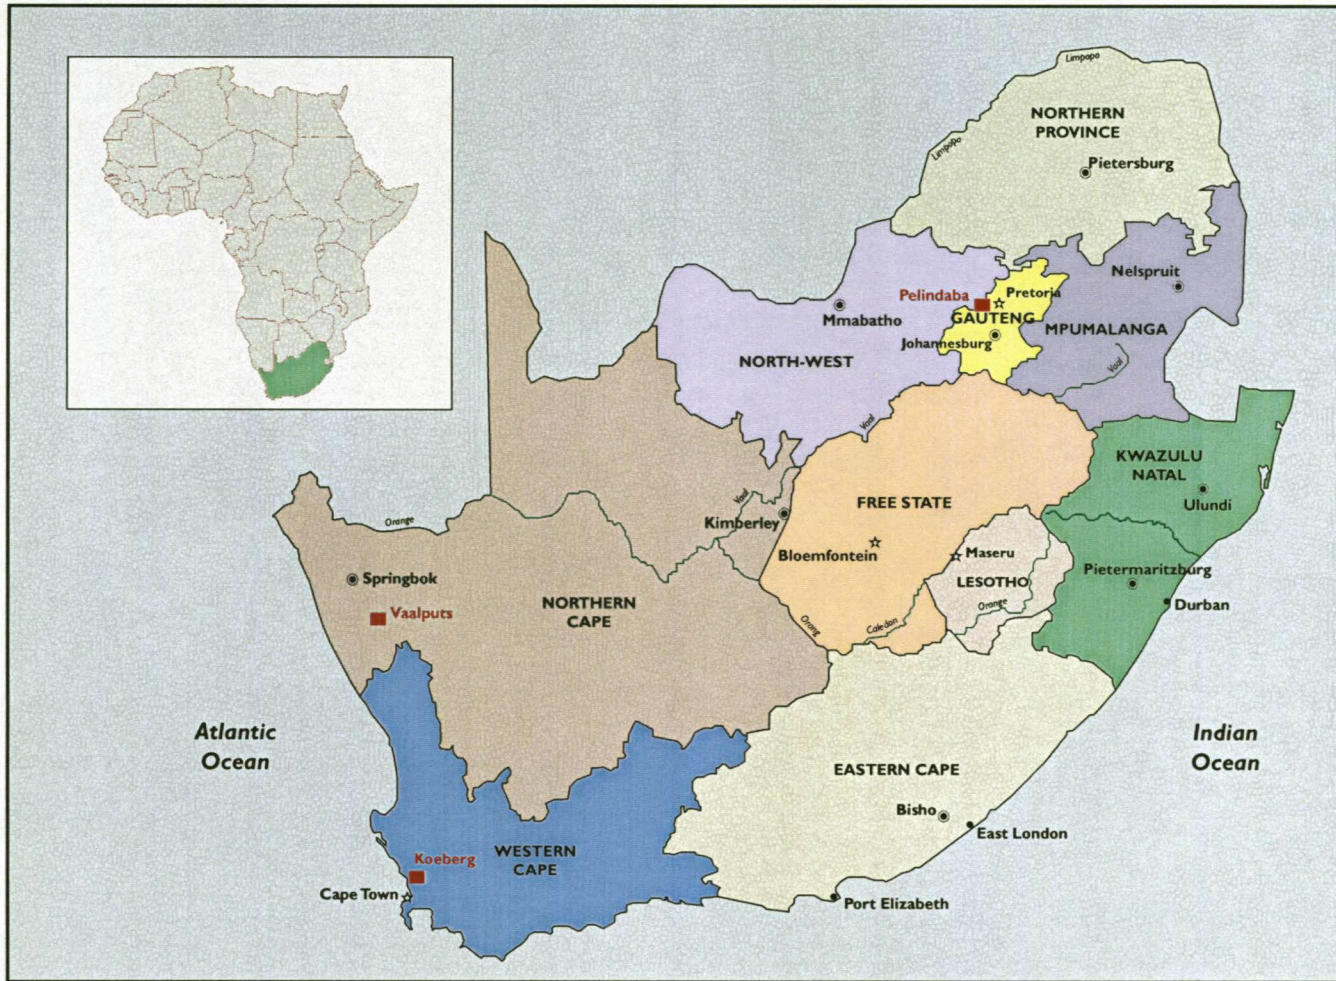 Limpopo
NORTHERN
PROVINCE
Limpopo
Pietersburg
Nelspruit
Pelindaba
Pretoria
Mmabatho
GAUTENG
MPUMALANGA
Johannesburg
NORTH-WEST
Vaal
Vaal
KWAZULU
NATAL
Ulundi
Vaal
FREE STATE
Orange
Kimberley
Bloemfontein
Maseru
LESOTHO
Pietermaritzburg
Springbok
NORTHERN
CAPE
Orange
Durban
Vaalputs
Orang
Caledon
Atlantic
Ocean
Indian
Ocean
EASTERN CAPE
Bisho
East London
WESTERN
CAPE
Koeberg
Cape Town
Port Elizabeth